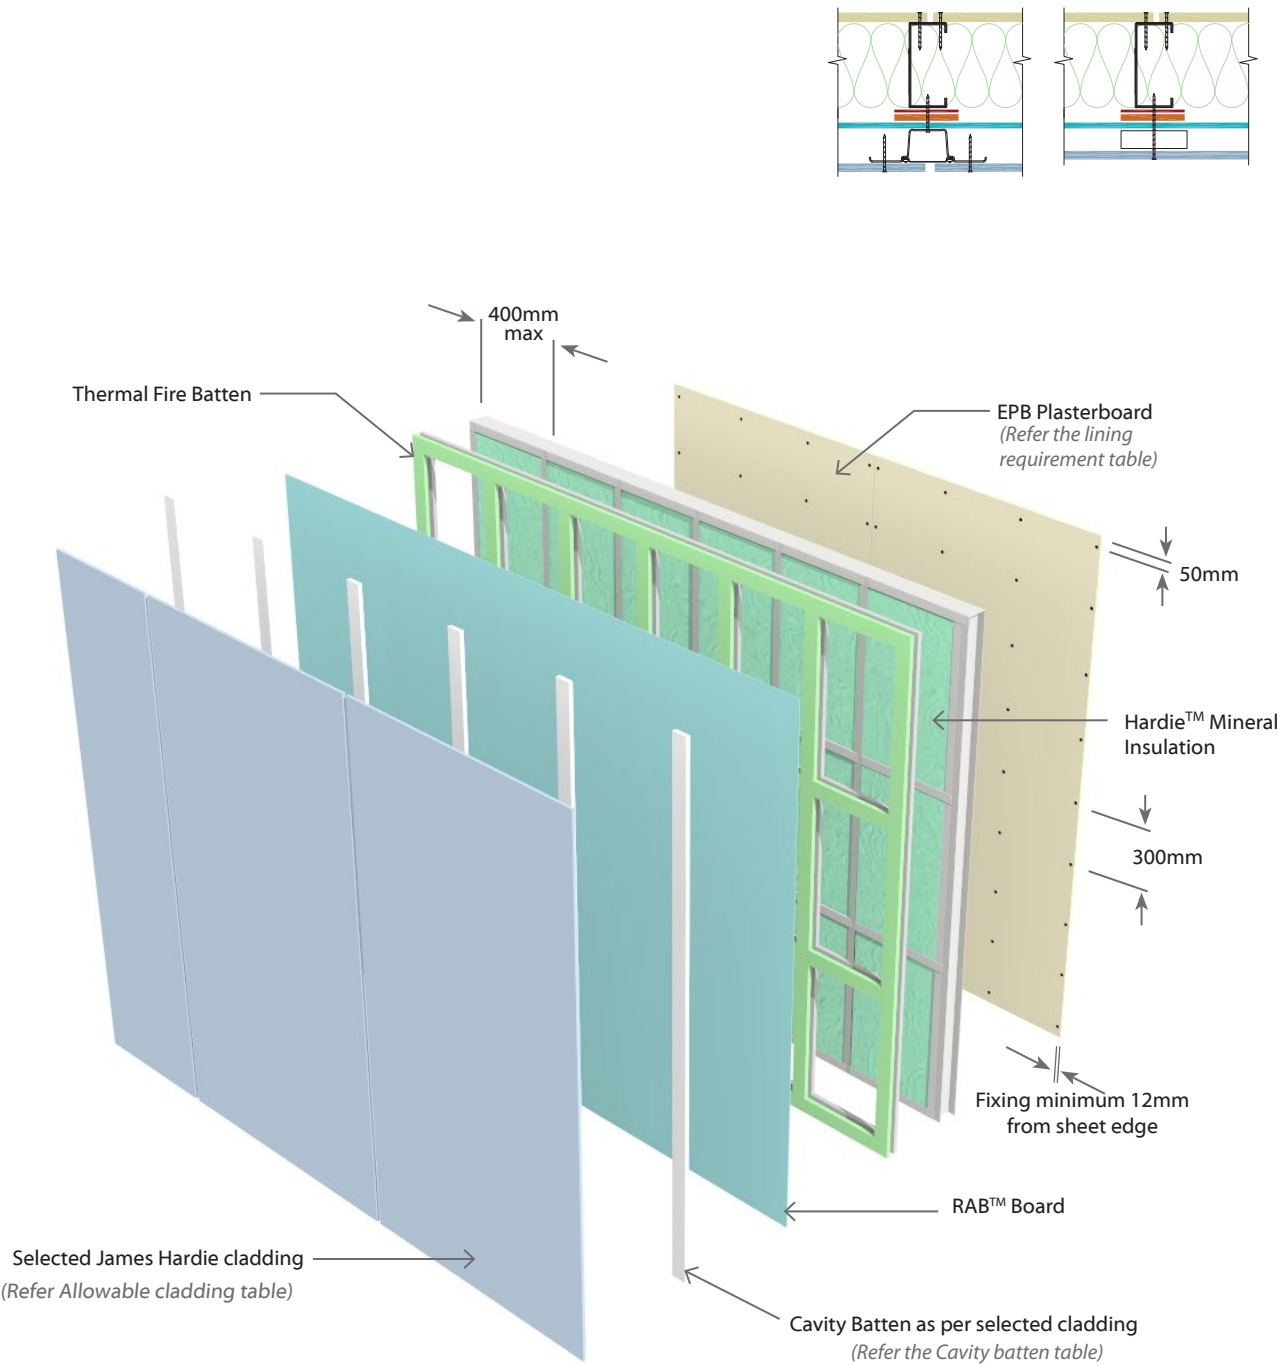 400mm
max
Thermal Fire Batten
EPB Plasterboard
(Refer the lining
requirement table)
50mm
Hardie™ Mineral
Insulation
300mm
Fixing minimum 12mm
from sheet edge
RAB™ Board
Selected James Hardie cladding
(Refer Allowable cladding table)
Cavity Batten as per selected cladding
(Refer the Cavity batten table)